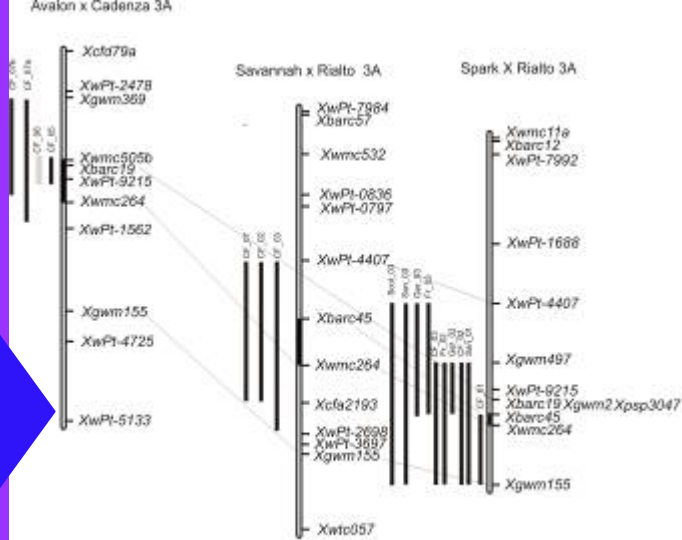 Avalon x Cadenza 3A
Xcfd79a
XwPt-2478
Xgwm369
Xwmc505b
Xbarc19
XwPt-9215
Xwmc264
XwPt-1562
Xgwm155
XwPt-4725
XwPt-5133
CF_07a
CF_05
Savannah x Rialto 3A
XwPt-7984
Xbarc57
Xwmc532
XwPt-0836
XwPt-0797
XwPt-4407
Xbarc45
Xwmc264
Xcfa2193
XwPt-2698
XwPt-3697
Xgwm155
Xwtc057
CF_02
Spark X Rialto 3A
Xwmc11a
Xbarc12
XwPt-7992
XwPt-1688
XwPt-4407
Xgwm497
XwPt-9215
Xbarc19 Xgwm2 Xpsp3047
Xbarc45
Xwmc264
Xgwm155